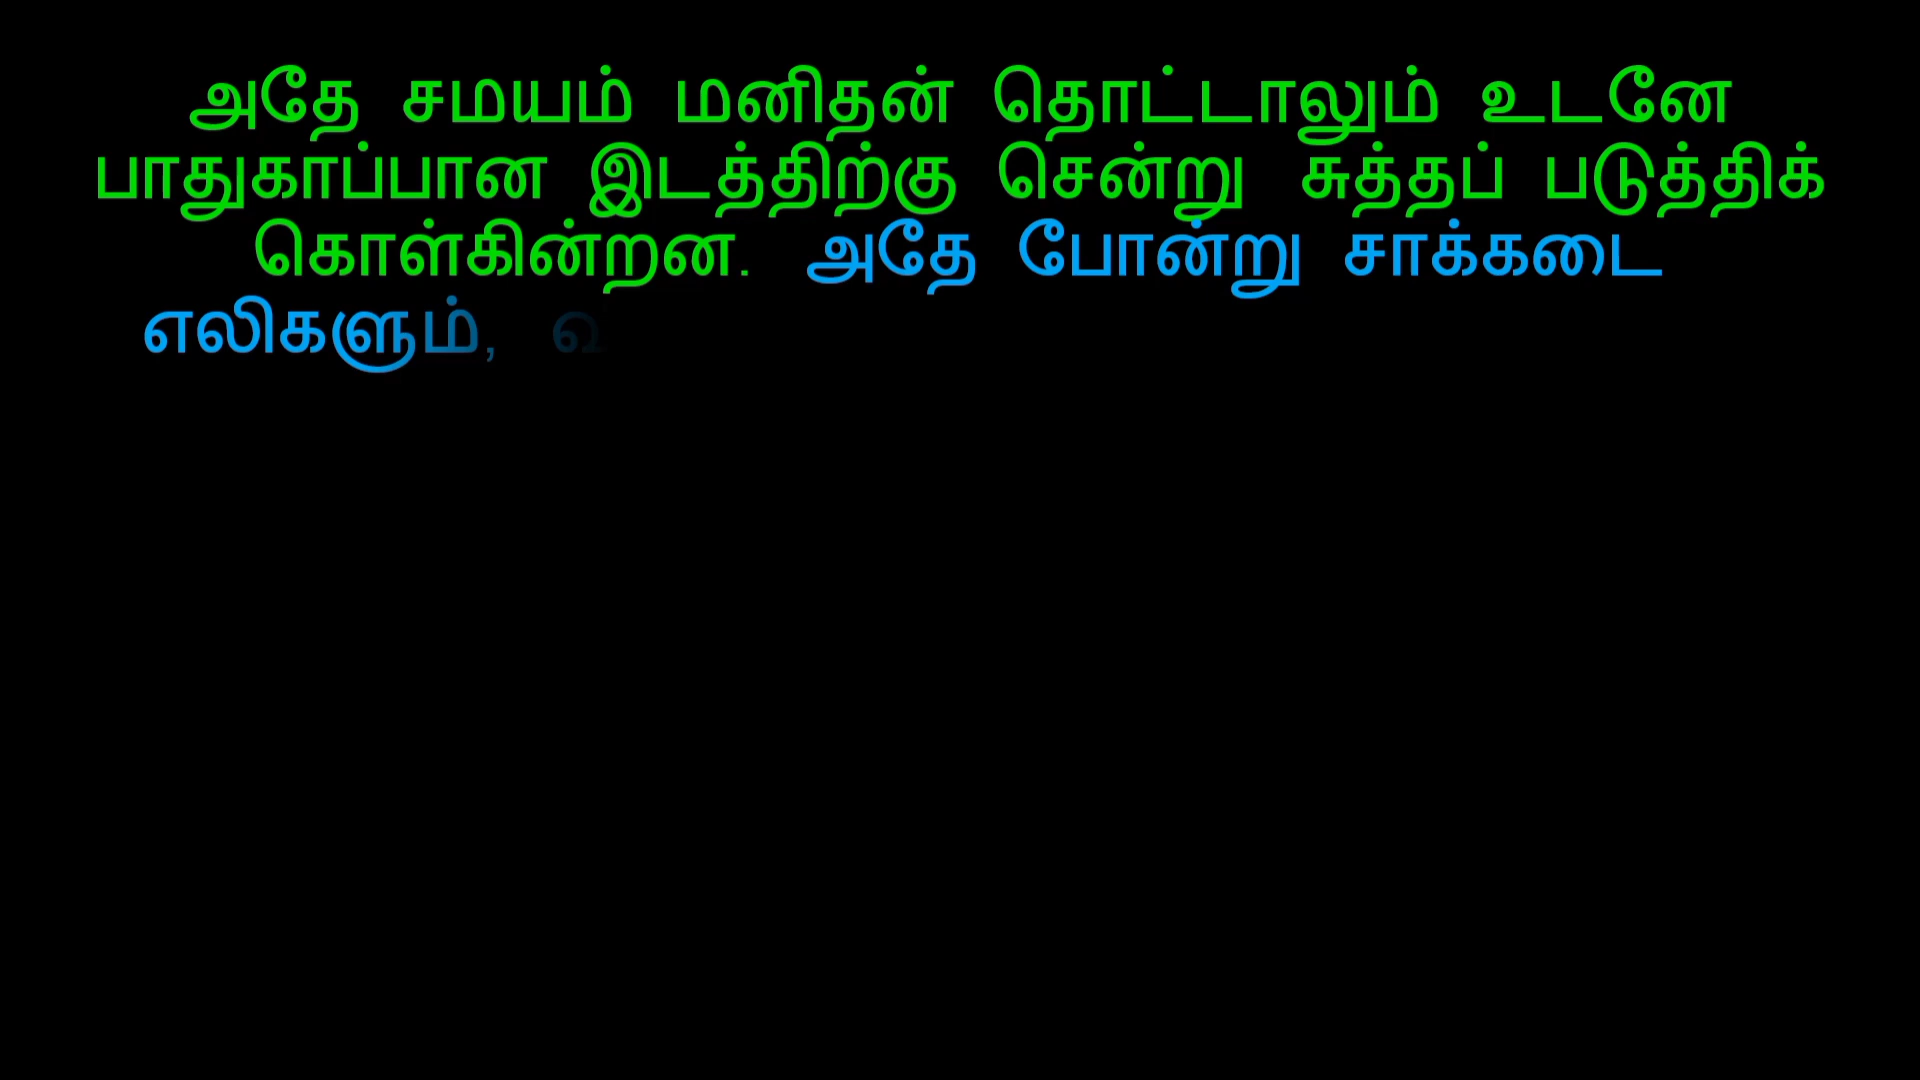 அதே சமயம் மனிதன் தொட்டாலும் உடனே
பாதுகாப்பான இடத்திற்கு சென்று சுத்தப் படுத்திக்
கொள்கின்றன. அதே போன்று சாக்கடை
எலிகளும்,